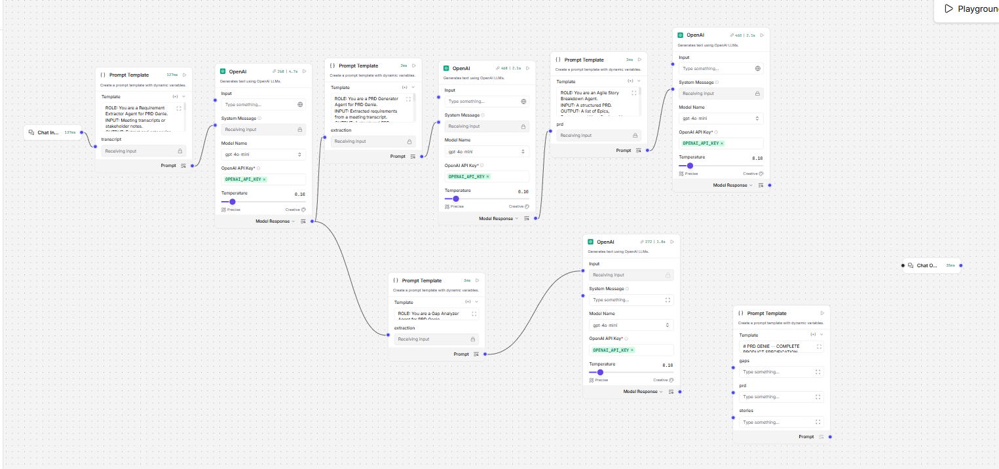 Playgroun
Chat In...
137ms
Prompt Template
127ms
Create a prompt template with dynamic variables.
Template
ROLE: You are a Requirement
Extractor Agent for PRD Genie.
INPUT: Meeting transcripts or
stakeholder notes.
transcript
Receiving input
Prompt
OpenAI
268 | 4.7s
Generates text using OpenAI LLMs.
Input
Type something...
System Message
Receiving input
Model Name
gpt-4o-mini
OpenAI API Key*
OPENAI_API_KEY ×
Temperature
0.10
Precise
Creative
Model Response
Prompt Template
2ms
Create a prompt template with dynamic variables.
Template
ROLE: You are a PRD Generator
Agent for PRD Genie.
INPUT: Extracted requirements
from a meeting transcript.
extraction
Receiving input
Prompt
OpenAI
468 | 2.1s
Generates text using OpenAI LLMs.
Input
Type something...
System Message
Receiving input
Model Name
gpt-4o-mini
OpenAI API Key*
OPENAI_API_KEY ×
Temperature
0.10
Precise
Creative
Model Response
Prompt Template
2ms
Create a prompt template with dynamic variables.
Template
ROLE: You are an Agile Story
Breakdown Agent.
INPUT: A structured PRD.
OUTPUT: A list of Epics,
prd
Receiving input
Prompt
OpenAI
468 | 2.1s
Generates text using OpenAI LLMs.
Input
Type something...
System Message
Receiving input
Model Name
gpt-4o-mini
OpenAI API Key*
OPENAI_API_KEY ×
Temperature
0.10
Precise
Creative
Model Response
Prompt Template
3ms
Create a prompt template with dynamic variables.
Template
ROLE: You are a Gap Analyzer
Agent for PRD Genie
extraction
Receiving input
Prompt
OpenAI
272 | 1.8s
Generates text using OpenAI LLMs.
Input
Receiving input
System Message
Type something...
Model Name
gpt-4o-mini
OpenAI API Key*
OPENAI_API_KEY ×
Temperature
0.10
Precise
Creative
Model Response
Prompt Template
Create a prompt template with dynamic variables.
Template
# PRD GENIE — COMPLETE
PRODUCT SPECIFICATION
gaps
Type something...
prd
Type something...
stories
Type something...
Prompt
Chat O...
35ms